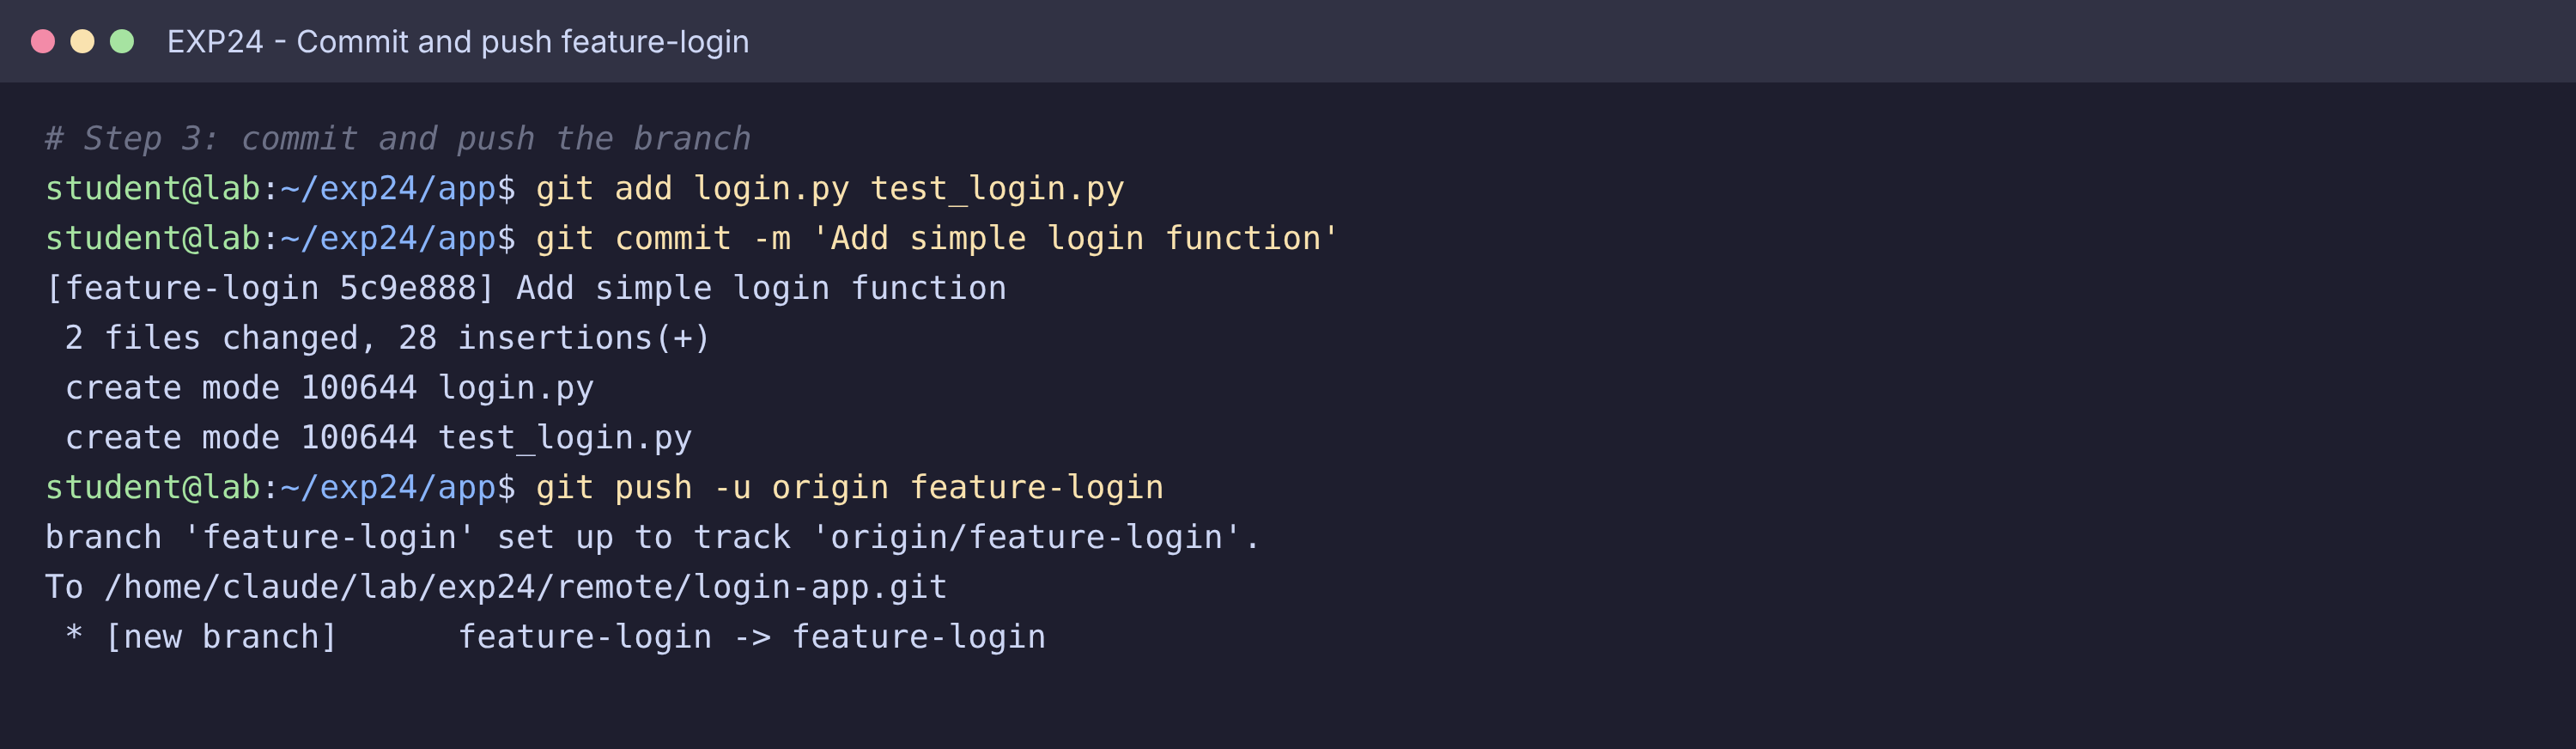 EXP24 - Commit and push feature-login
# Step 3: commit and push the branch
student@lab:~/exp24/app$ git add login.py test_login.py
student@lab:~/exp24/app$ git commit -m 'Add simple login function'
[feature-login 5c9e888] Add simple login function
 2 files changed, 28 insertions(+)
 create mode 100644 login.py
 create mode 100644 test_login.py
student@lab:~/exp24/app$ git push -u origin feature-login
branch 'feature-login' set up to track 'origin/feature-login'.
To /home/claude/lab/exp24/remote/login-app.git
 * [new branch]      feature-login -> feature-login